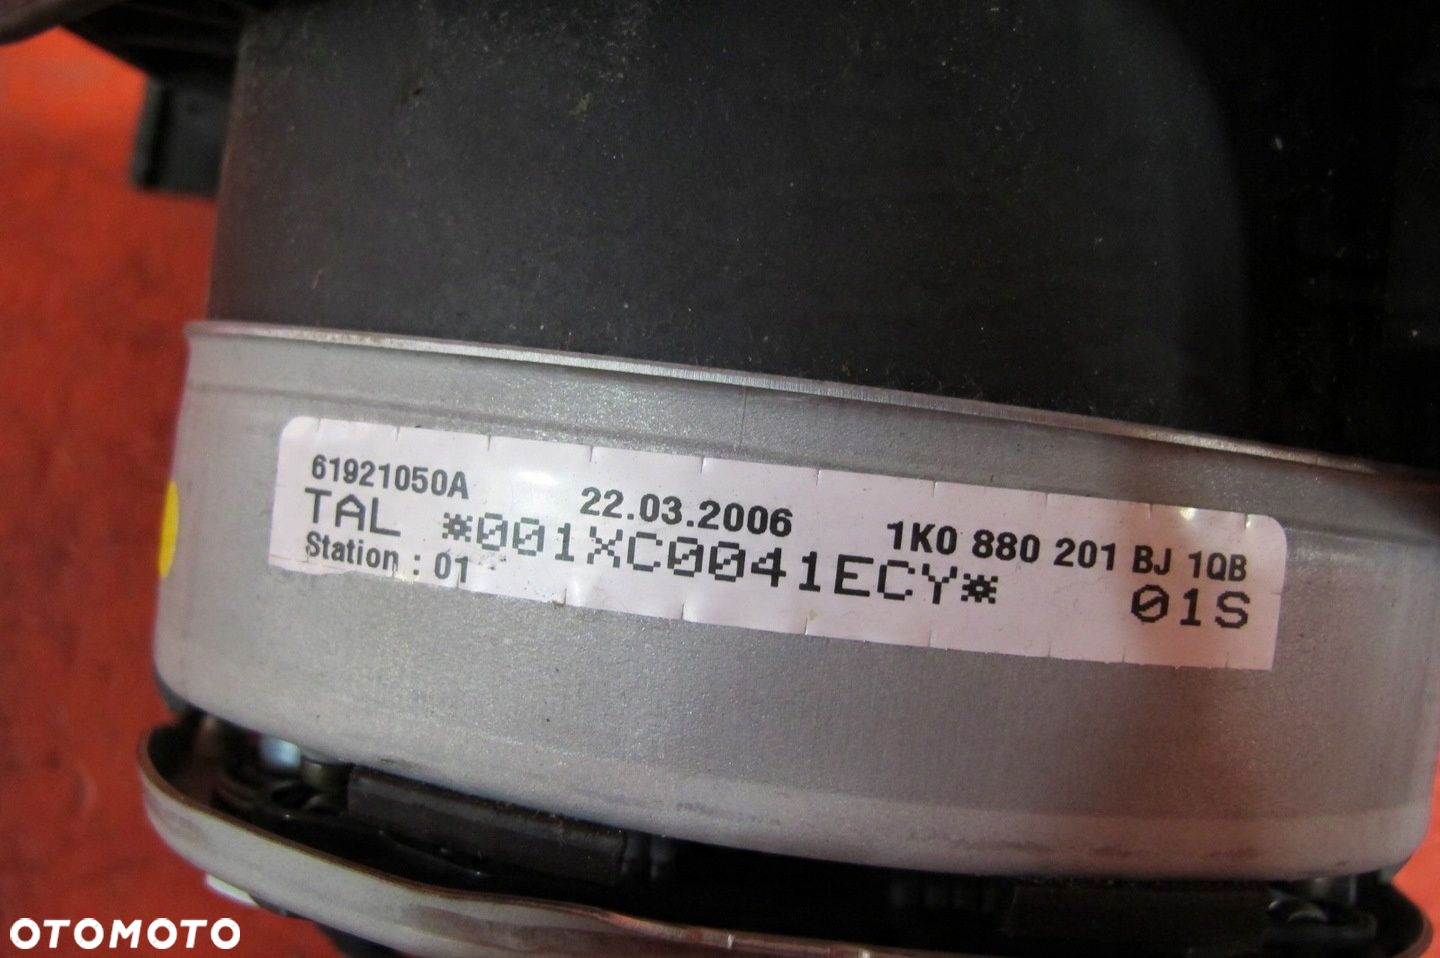 61921050A 22.03.2006 1K0 880 201 BJ 1QB
TAL *001XC0041ECY* 01S
Station : 01
OTOMOTO